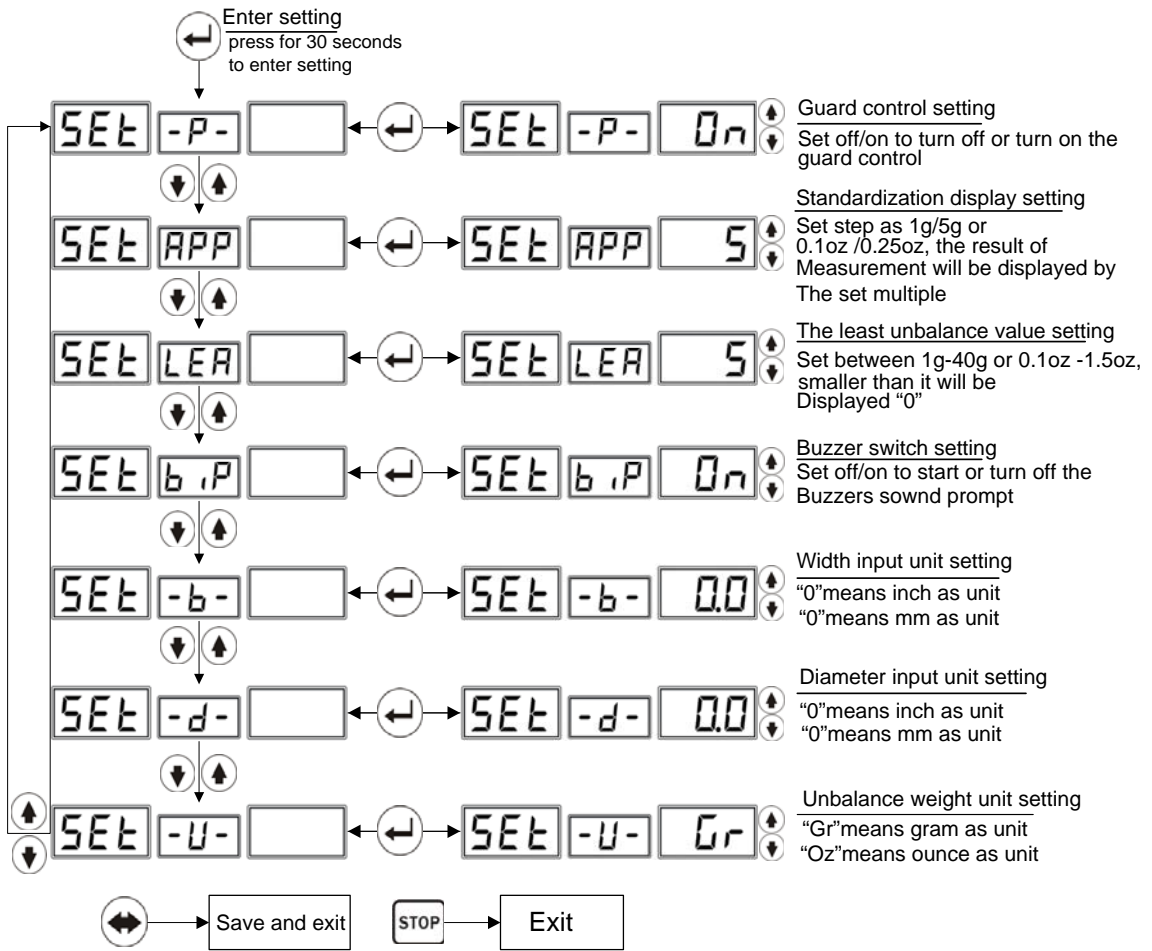 Enter setting
press for 30 seconds
to enter setting
SEt -P- SEt -P- On
Guard control setting
Set off/on to turn off or turn on the
guard control
SEt APP SEt APP 5
Standardization display setting
Set step as 1g/5g or
0.1oz /0.25oz, the result of
Measurement will be displayed by
The set multiple
SEt LEA SEt LEA 5
The least unbalance value setting
Set between 1g-40g or 0.1oz -1.5oz,
smaller than it will be
Displayed “0”
SEt biP SEt biP On
Buzzer switch setting
Set off/on to start or turn off the
Buzzers sownd prompt
SEt -b- SEt -b- 0.0
Width input unit setting
“0”means inch as unit
“0”means mm as unit
SEt -d- SEt -d- 0.0
Diameter input unit setting
“0”means inch as unit
“0”means mm as unit
SEt -U- SEt -U- Gr
Unbalance weight unit setting
“Gr”means gram as unit
“Oz”means ounce as unit
Save and exit
STOP
Exit